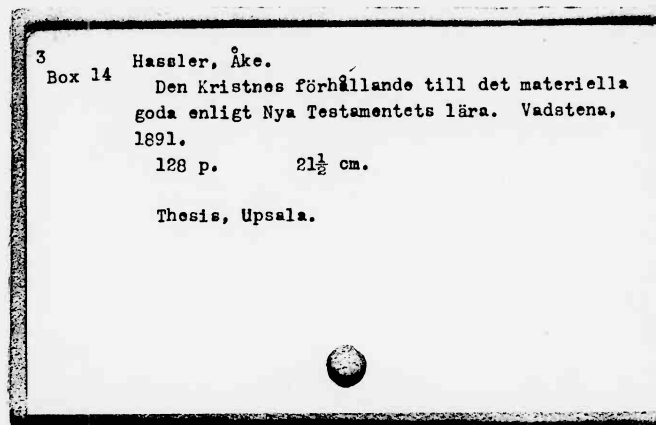 3
Box 14
Hassler, Åke.
Den Kristnes förhållande till det materiella
goda enligt Nya Testamentets lära. Vadstena,
1891.
128 p. 21½ cm.
Thesis, Upsala.